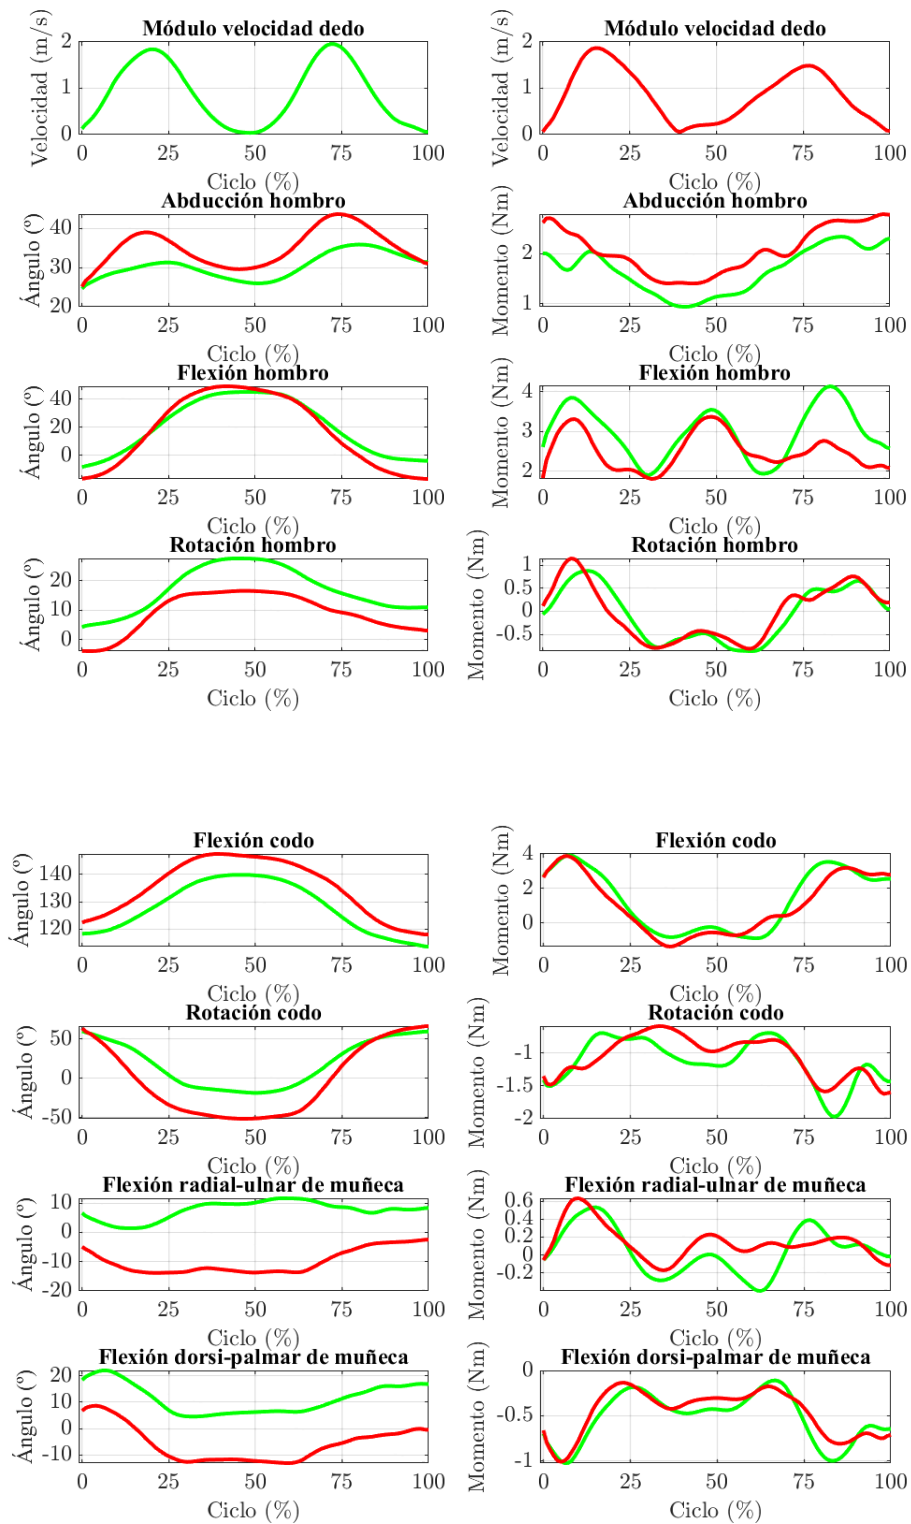 Módulo velocidad dedo
Velocidad (m/s)
2
1
0
0 25 50 75 100
Ciclo (%)
Módulo velocidad dedo
Velocidad (m/s)
2
1
0
0 25 50 75 100
Ciclo (%)
Abducción hombro
Ángulo (º)
40
30
20
0 25 50 75 100
Ciclo (%)
Abducción hombro
Momento (Nm)
2
1
0 25 50 75 100
Ciclo (%)
Flexión hombro
Ángulo (º)
40
20
0
0 25 50 75 100
Ciclo (%)
Flexión hombro
Momento (Nm)
4
3
2
0 25 50 75 100
Ciclo (%)
Rotación hombro
Ángulo (º)
20
10
0
0 25 50 75 100
Ciclo (%)
Rotación hombro
Momento (Nm)
1
0.5
0
-0.5
0 25 50 75 100
Ciclo (%)
Flexión codo
Ángulo (º)
140
130
120
0 25 50 75 100
Ciclo (%)
Flexión codo
Momento (Nm)
4
2
0
0 25 50 75 100
Ciclo (%)
Rotación codo
Ángulo (º)
50
0
-50
0 25 50 75 100
Ciclo (%)
Rotación codo
Momento (Nm)
-1
-1.5
-2
0 25 50 75 100
Ciclo (%)
Flexión radial-ulnar de muñeca
Ángulo (º)
10
0
-10
-20
0 25 50 75 100
Ciclo (%)
Flexión radial-ulnar de muñeca
Momento (Nm)
0.6
0.4
0.2
0
-0.2
0 25 50 75 100
Ciclo (%)
Flexión dorsi-palmar de muñeca
Ángulo (º)
20
10
0
-10
0 25 50 75 100
Ciclo (%)
Flexión dorsi-palmar de muñeca
Momento (Nm)
0
-0.5
-1
0 25 50 75 100
Ciclo (%)